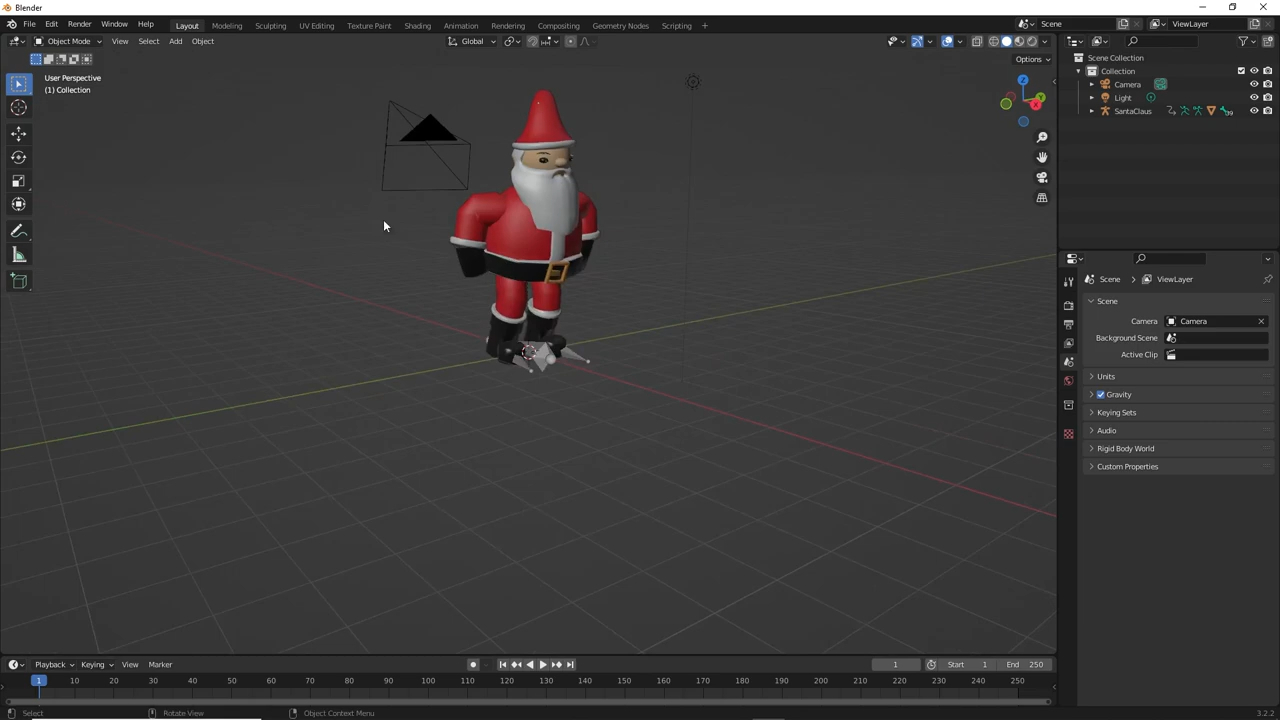 Blender
File Edit Render Window Help Layout Modeling Sculpting UV Editing Texture Paint Shading Animation Rendering Compositing Geometry Nodes Scripting + Scene ViewLayer
Object Mode View Select Add Object Global
Options
User Perspective
(1) Collection
Z
Y
X
Scene Collection
Collection
Camera
Light
SantaClaus
Scene > ViewLayer
Scene
Camera Camera
Background Scene
Active Clip
Units
Gravity
Keying Sets
Audio
Rigid Body World
Custom Properties
Playback Keying View Marker 1 Start 1 End 250
1 10 20 30 40 50 60 70 80 90 100 110 120 130 140 150 160 170 180 190 200 210 220 230 240 250
Select Rotate View Object Context Menu 3.2.2